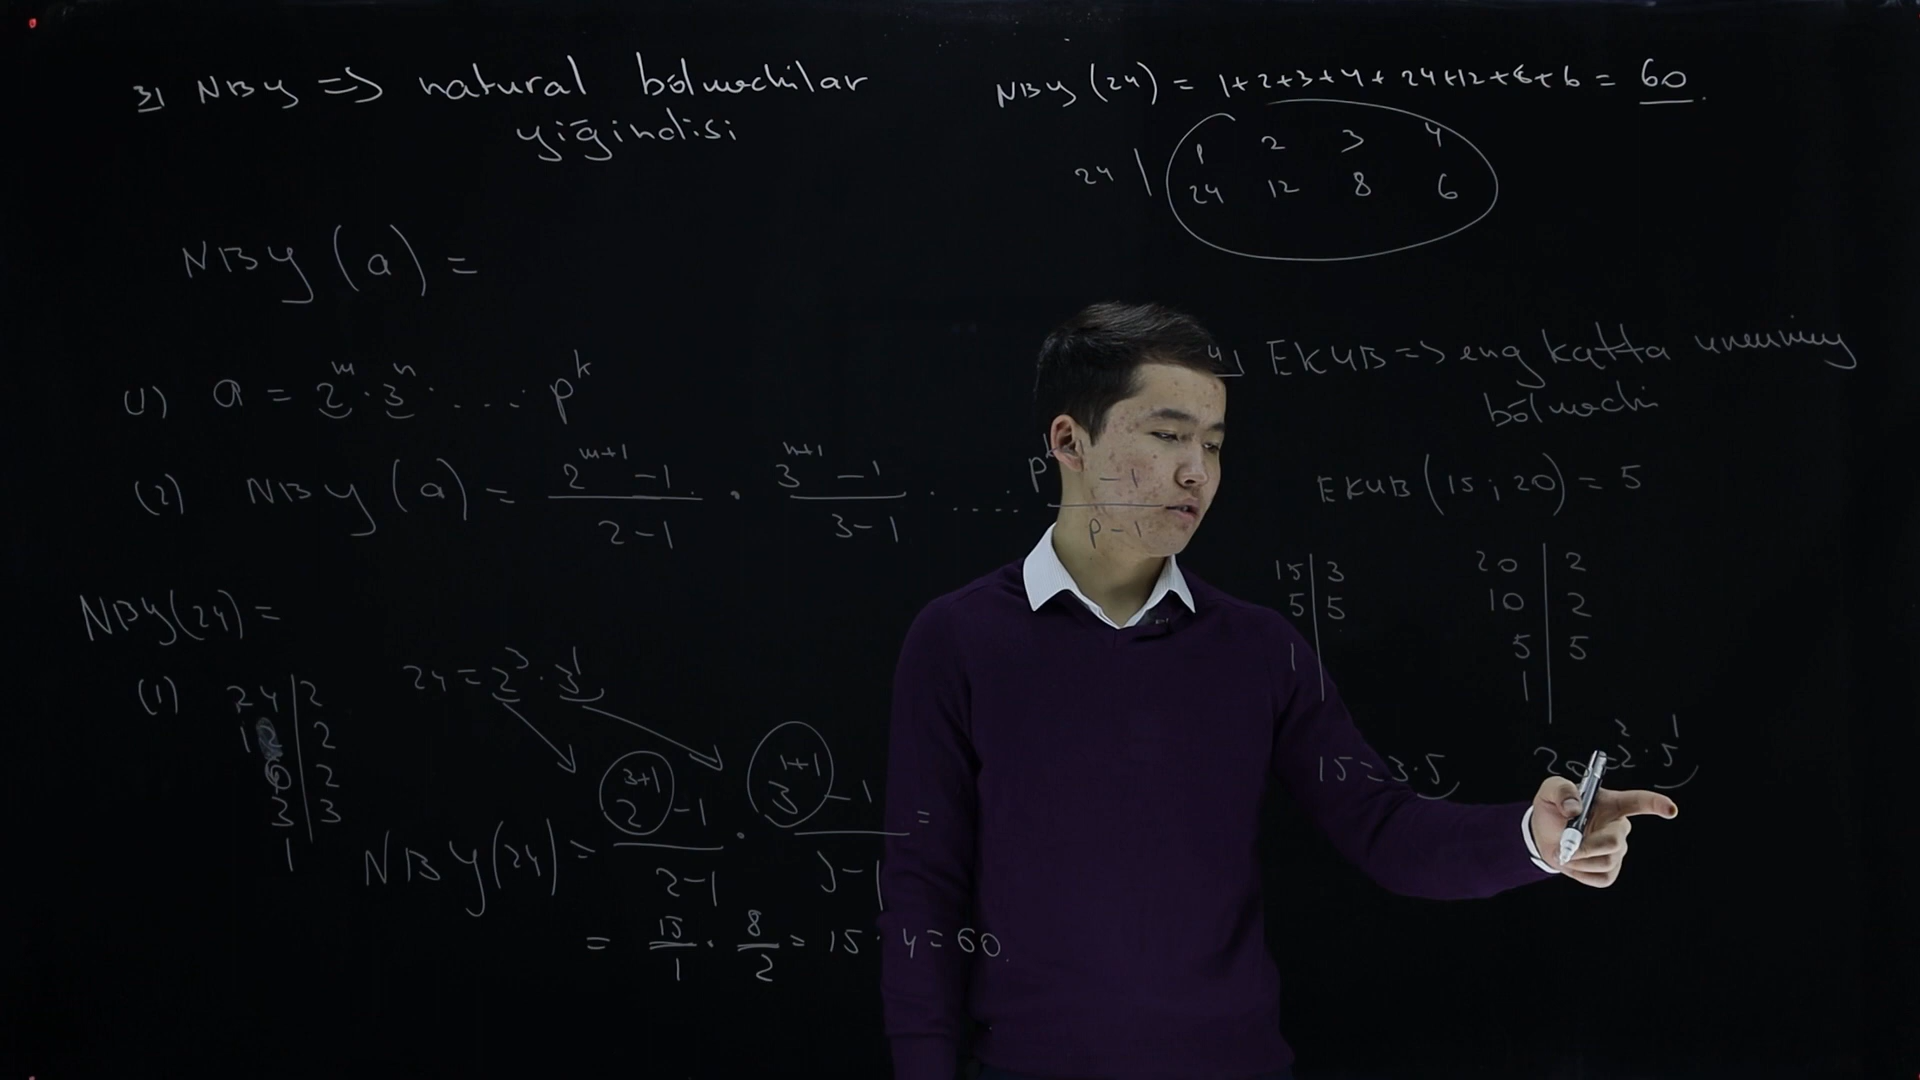 3) NBY => natural bo'luvchilar
yig'indisi
NBY (a) =
(1) a = 2^m · 3^n · .... · p^k
(2) NBY (a) = (2^(m+1) - 1)/(2-1) · (3^(n+1) - 1)/(3-1) · .... p^k - 1/(p-1)
NBY(24) =
(1) 24 | 2
12 | 2
6 | 2
3 | 3
1
24 = 2^3 · 3^1
NBY(24) = (2^(3+1) - 1)/(2-1) · (3^(1+1) - 1)/(3-1) =
= 15/1 · 8/2 = 15 · 4 = 60.
NBY (24) = 1+2+3+4+24+12+8+6 = 60.
24 | 1 2 3 4
24 12 8 6
4) EKUB => eng katta umumiy
bo'luvchi
EKUB (15 ; 20) = 5
15 | 3
5 | 5
1
20 | 2
10 | 2
5 | 5
1
15 = 3·5
20 = 2^2 · 5^1